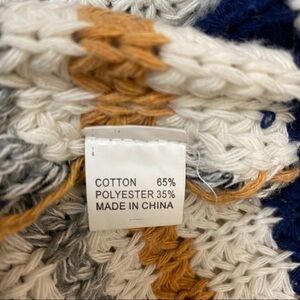 COTTON 65%
POLYESTER 35%
MADE IN CHINA